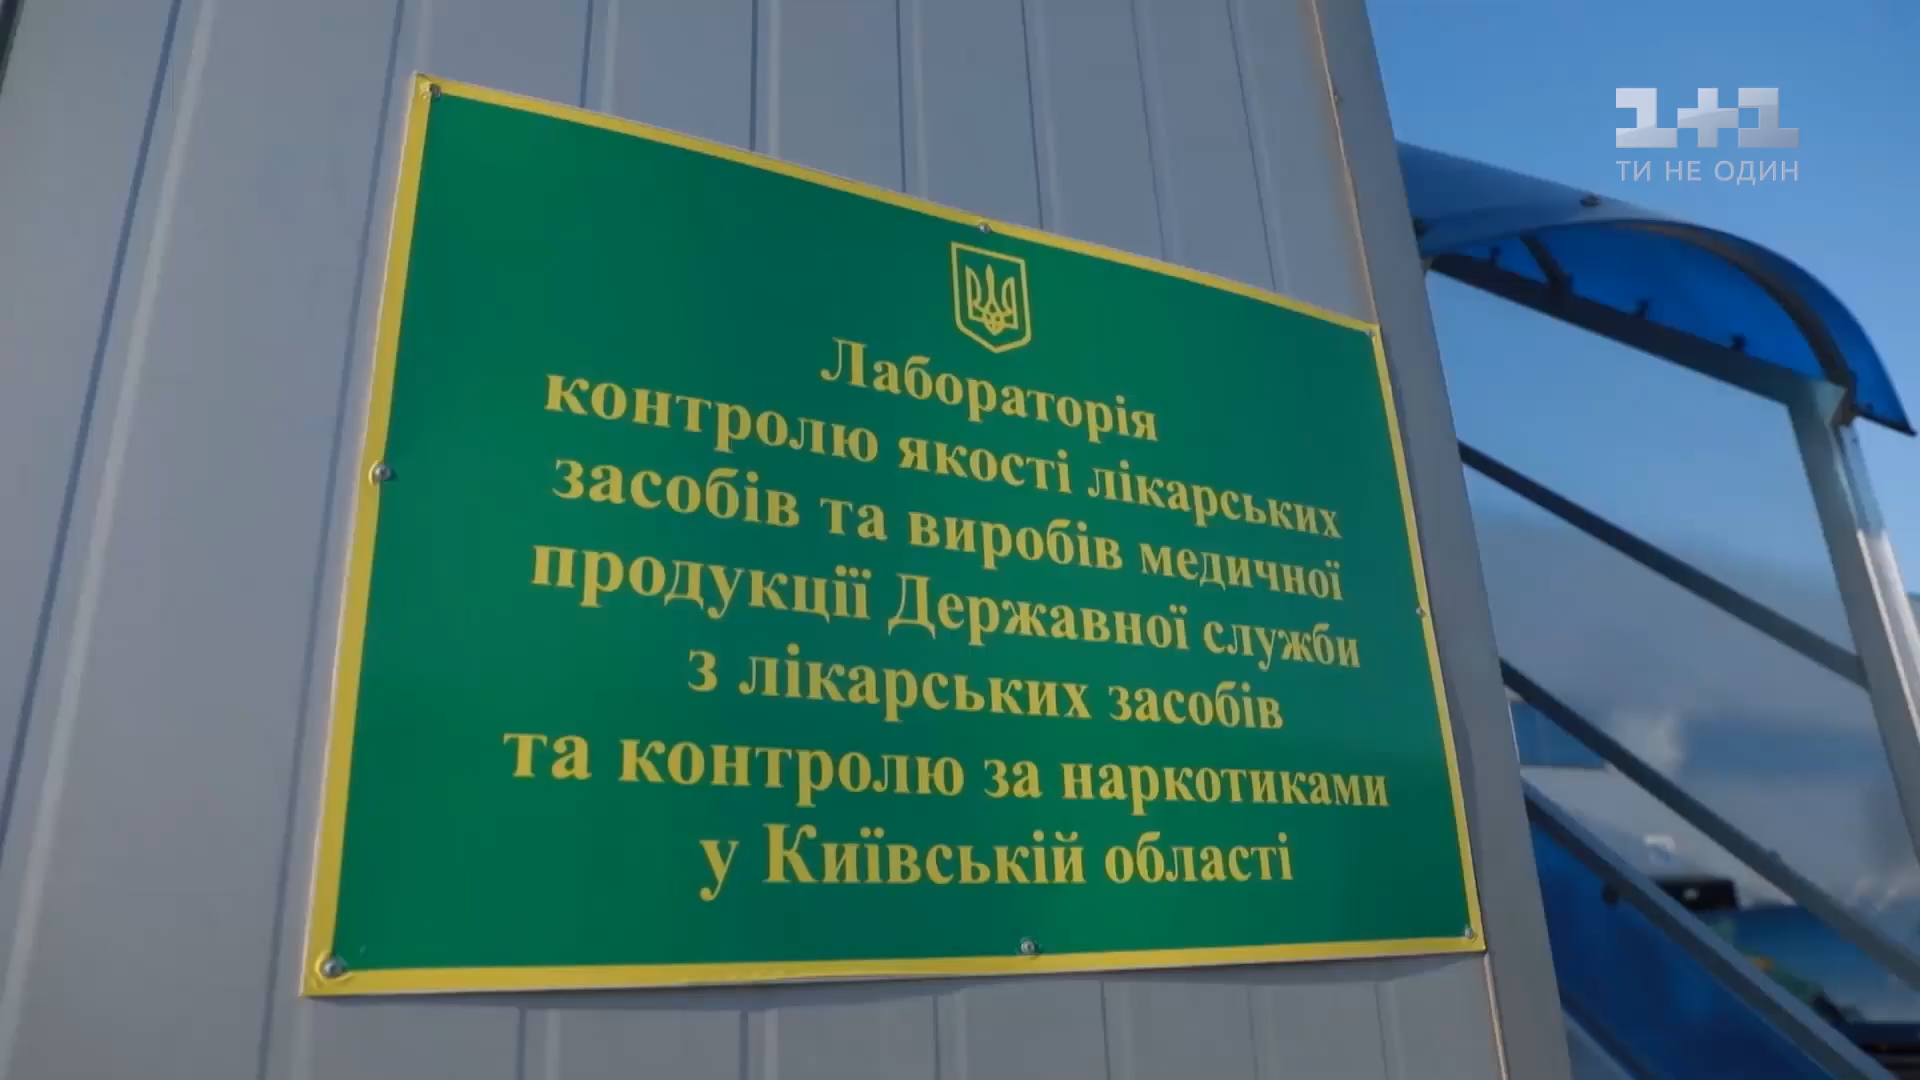 1+1
ТИ НЕ ОДИН
Лабораторія
контролю якості лікарських
засобів та виробів медичної
продукції Державної служби
з лікарських засобів
та контролю за наркотиками
у Київській області